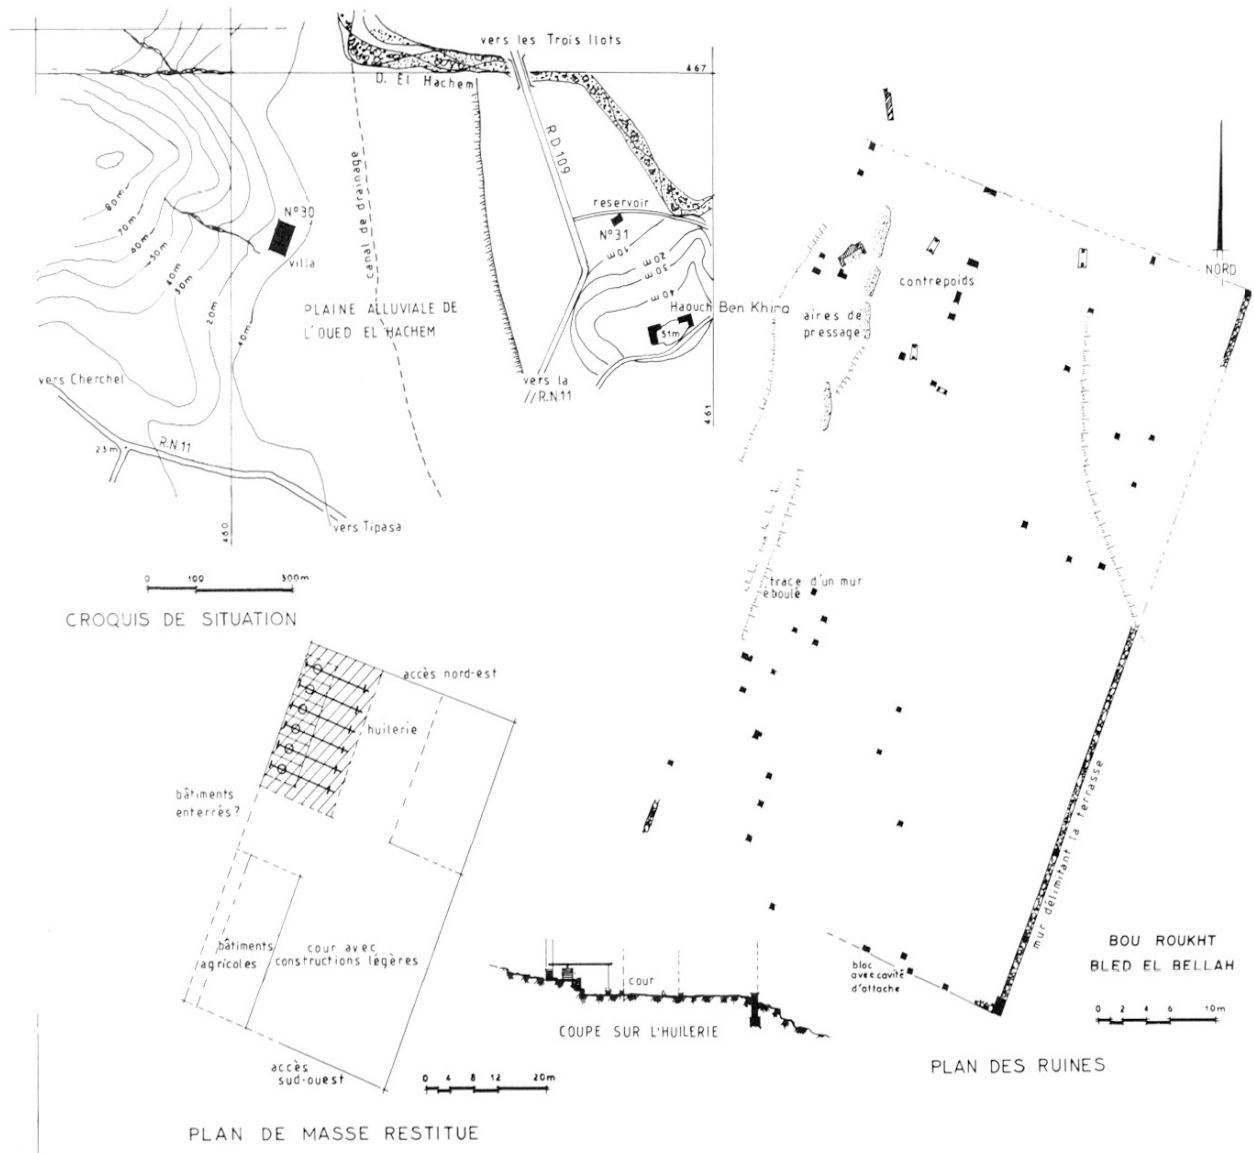 vers les Trois Ilots
467
O. El Hachem
R.D.109
canal de drainage
80m
70m
60m
50m
40m
30m
20m
40m
N°30
villa
reservoir
N°31
10m
20m
30m
40m
Haouch Ben Khira
51m
PLAINE ALLUVIALE DE
L'OUED EL HACHEM
vers Cherchel
R.N.11
23m
vers la
R.N.11
461
460
vers Tipasa
0 100 300m
CROQUIS DE SITUATION
NORD
contrepoids
aires de
pressage
trace d'un mur
éboulé
mur délimitant la terrasse
bloc
avec cavité
d'attache
BOU ROUKHT
BLED EL BELLAH
0 2 4 6 10m
PLAN DES RUINES
accès nord-est
huilerie
bâtiments
enterrés?
bâtiments
agricoles
cour avec
constructions légères
accès
sud-ouest
0 4 8 12 20m
PLAN DE MASSE RESTITUE
cour
COUPE SUR L'HUILERIE